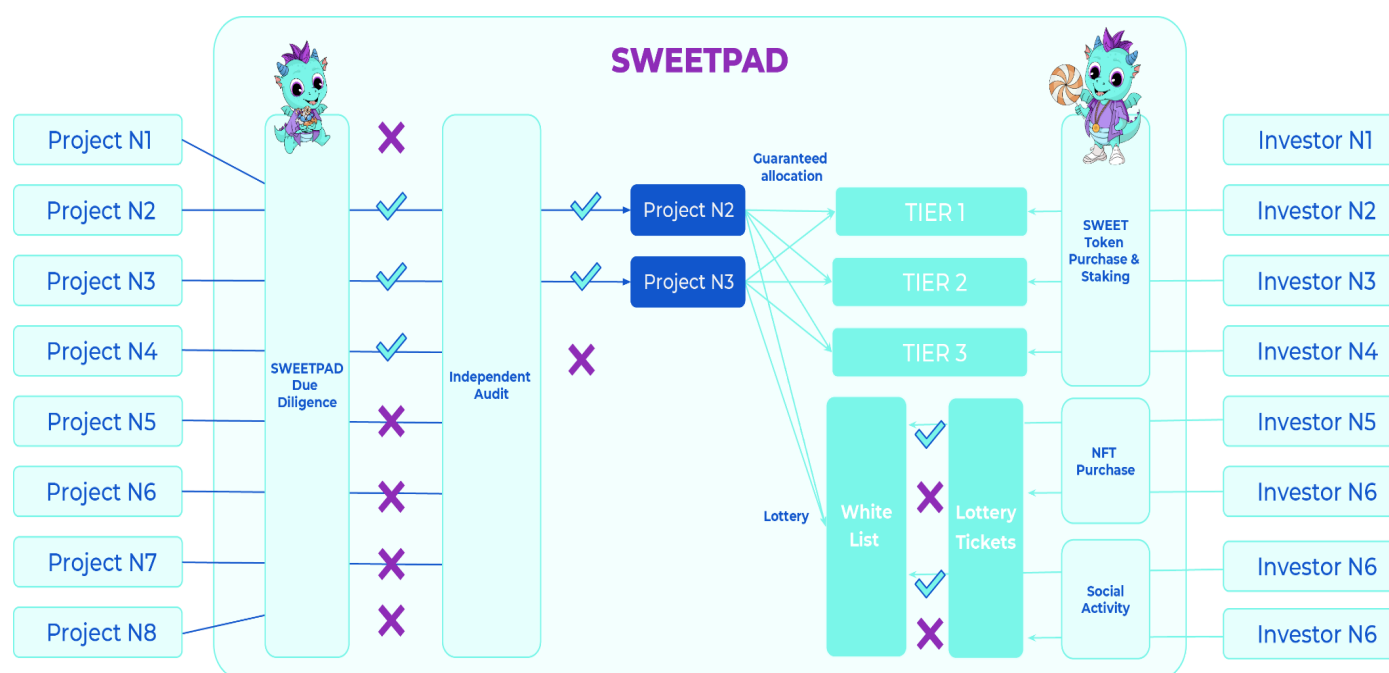 SWEETPAD
Project N1
Project N2
Project N3
Project N4
Project N5
Project N6
Project N7
Project N8
SWEETPAD
Due
Diligence
Independent
Audit
Project N2
Project N3
Guaranteed
allocation
TIER 1
TIER 2
TIER 3
Lottery
White
List
Lottery
Tickets
SWEET
Token
Purchase &
Staking
NFT
Purchase
Social
Activity
Investor N1
Investor N2
Investor N3
Investor N4
Investor N5
Investor N6
Investor N6
Investor N6